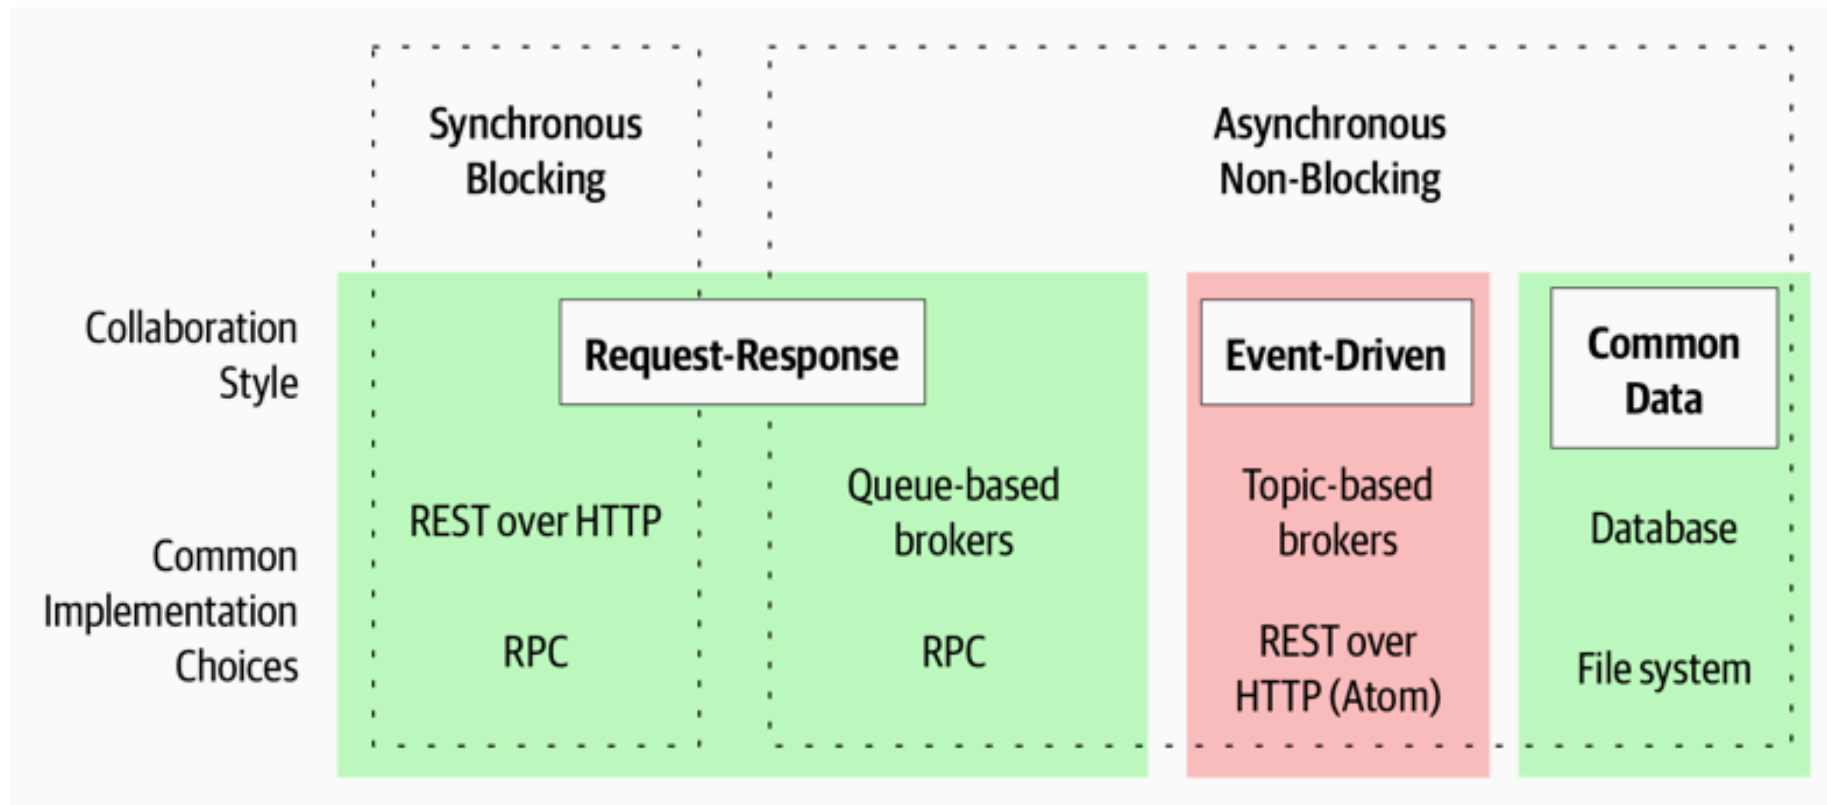 Synchronous
Blocking
Asynchronous
Non-Blocking
Collaboration
Style
Request-Response
Event-Driven
Common
Data
Common
Implementation
Choices
REST over HTTP
RPC
Queue-based
brokers
RPC
Topic-based
brokers
REST over
HTTP (Atom)
Database
File system